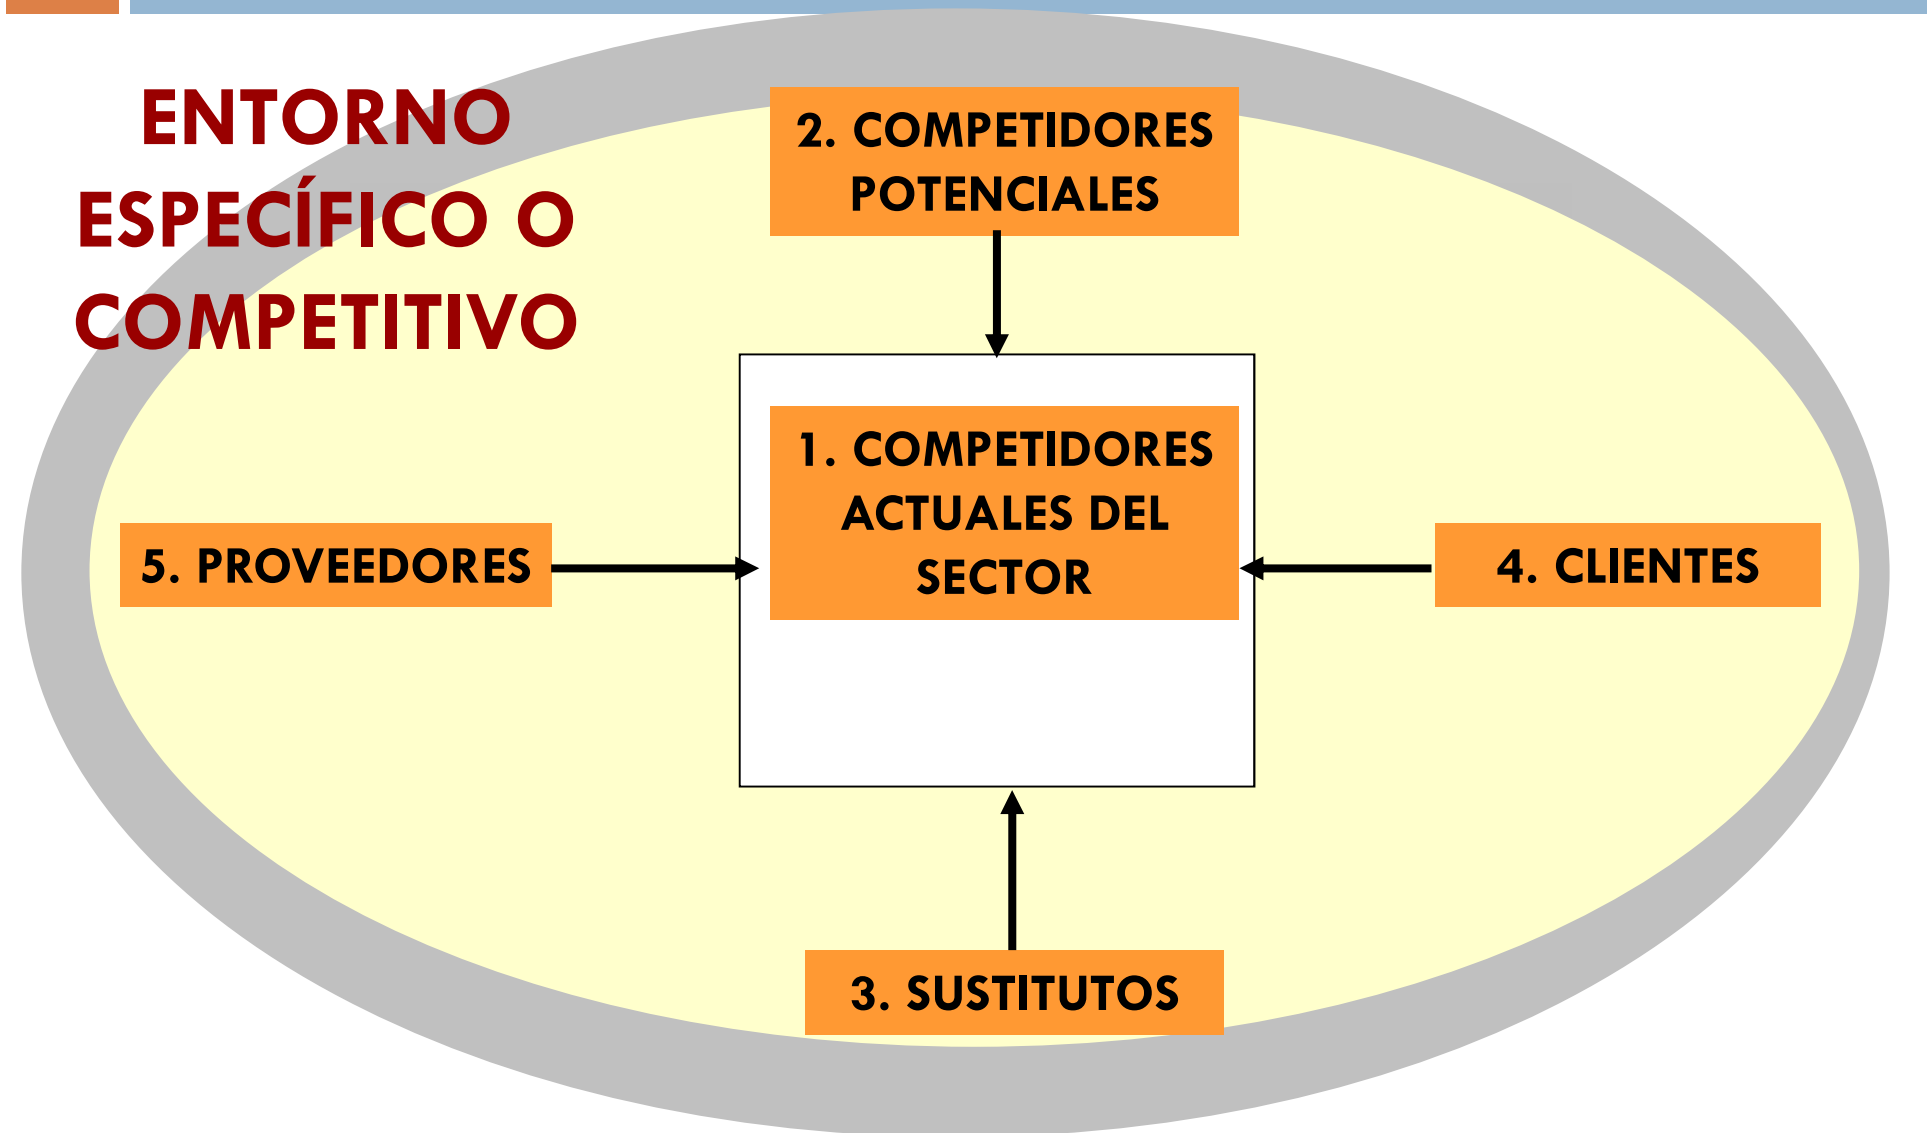 ENTORNO
ESPECÍFICO O
COMPETITIVO
2. COMPETIDORES
POTENCIALES
1. COMPETIDORES
ACTUALES DEL
SECTOR
5. PROVEEDORES
4. CLIENTES
3. SUSTITUTOS